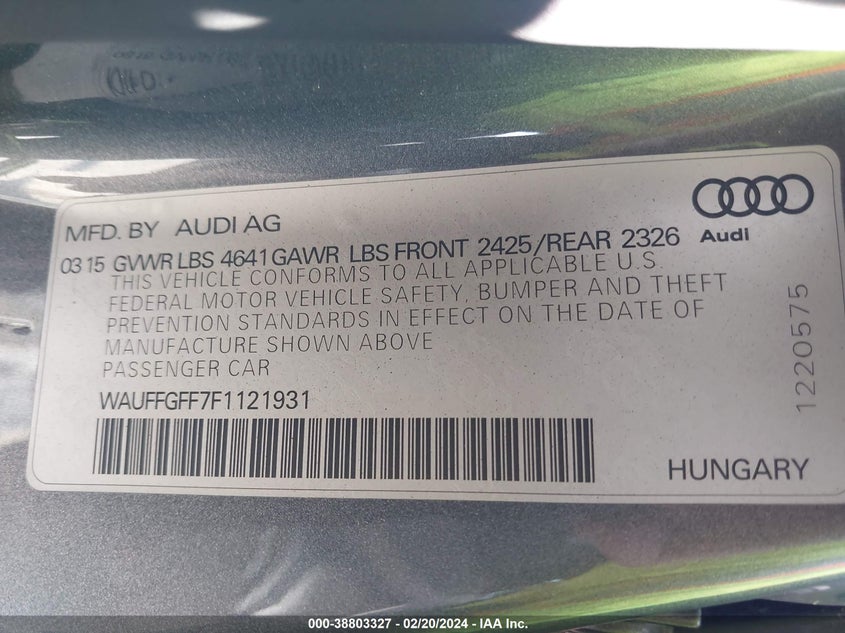 MFD. BY AUDI AG
Audi
03 15 GVWR LBS 4641 GAWR LBS FRONT 2425/REAR 2326
THIS VEHICLE CONFORMS TO ALL APPLICABLE U.S.
FEDERAL MOTOR VEHICLE SAFETY, BUMPER AND THEFT
PREVENTION STANDARDS IN EFFECT ON THE DATE OF
MANUFACTURE SHOWN ABOVE
PASSENGER CAR
1220575
WAUFFGFF7F1121931
HUNGARY
000-38803327 - 02/20/2024 - IAA Inc.